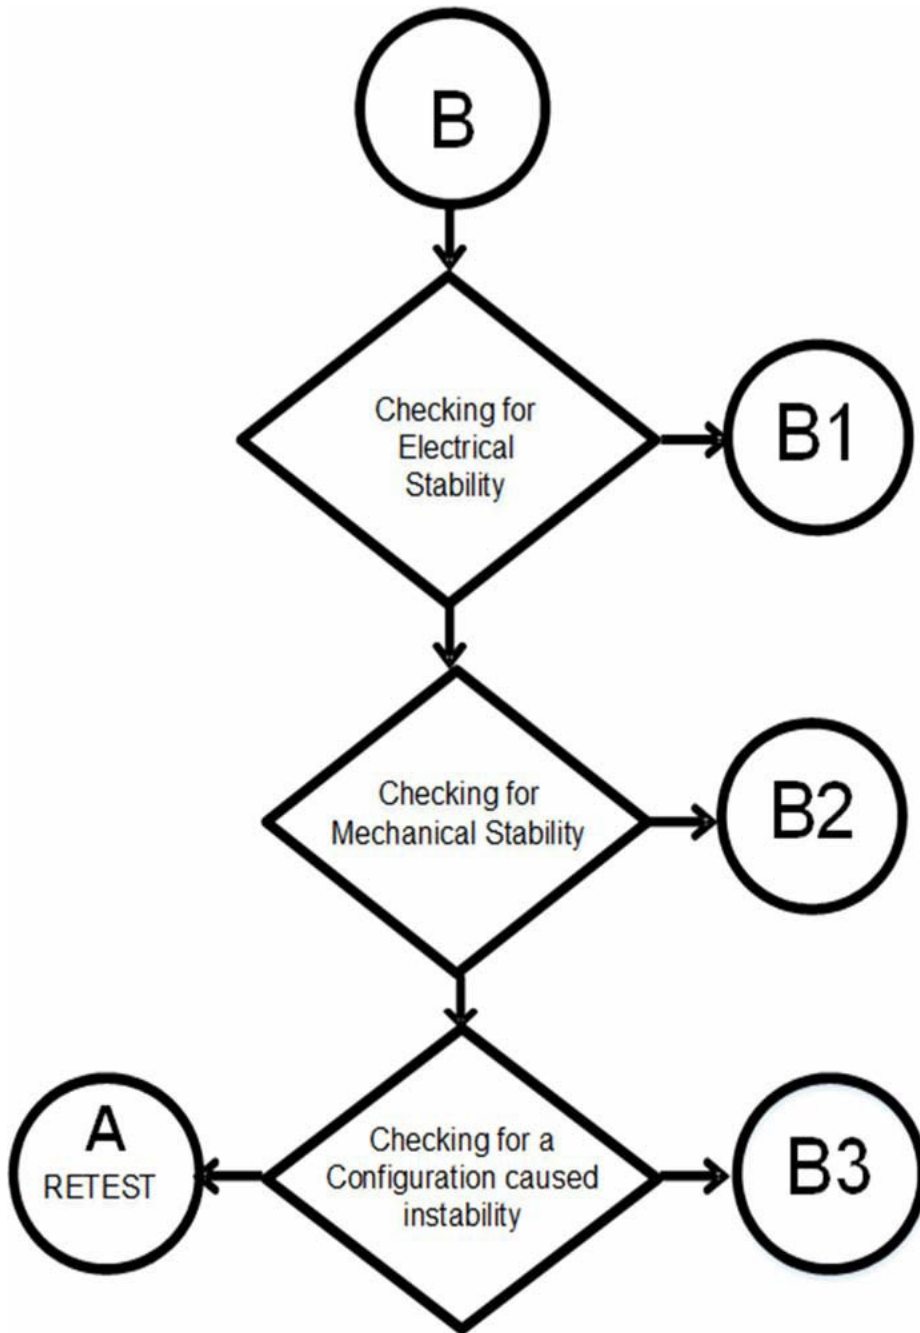 B
Checking for
Electrical
Stability
B1
Checking for
Mechanical Stability
B2
A
RETEST
Checking for a
Configuration caused
instability
B3